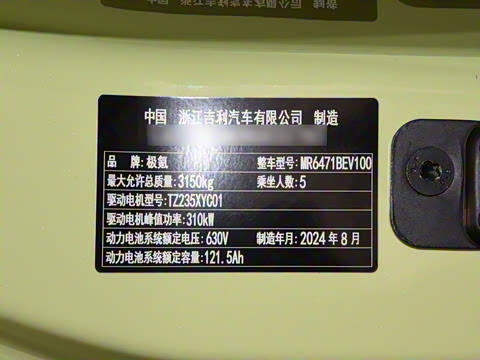 中国 浙江吉利汽车有限公司 制造
品 牌:极氪 整车型号:MR6471BEV100
最大允许总质量:3150kg 乘坐人数:5
驱动电机型号:TZ235XYC01
驱动电机峰值功率:310kW
动力电池系统额定电压:630V 制造年月:2024年8月
动力电池系统额定容量:121.5Ah